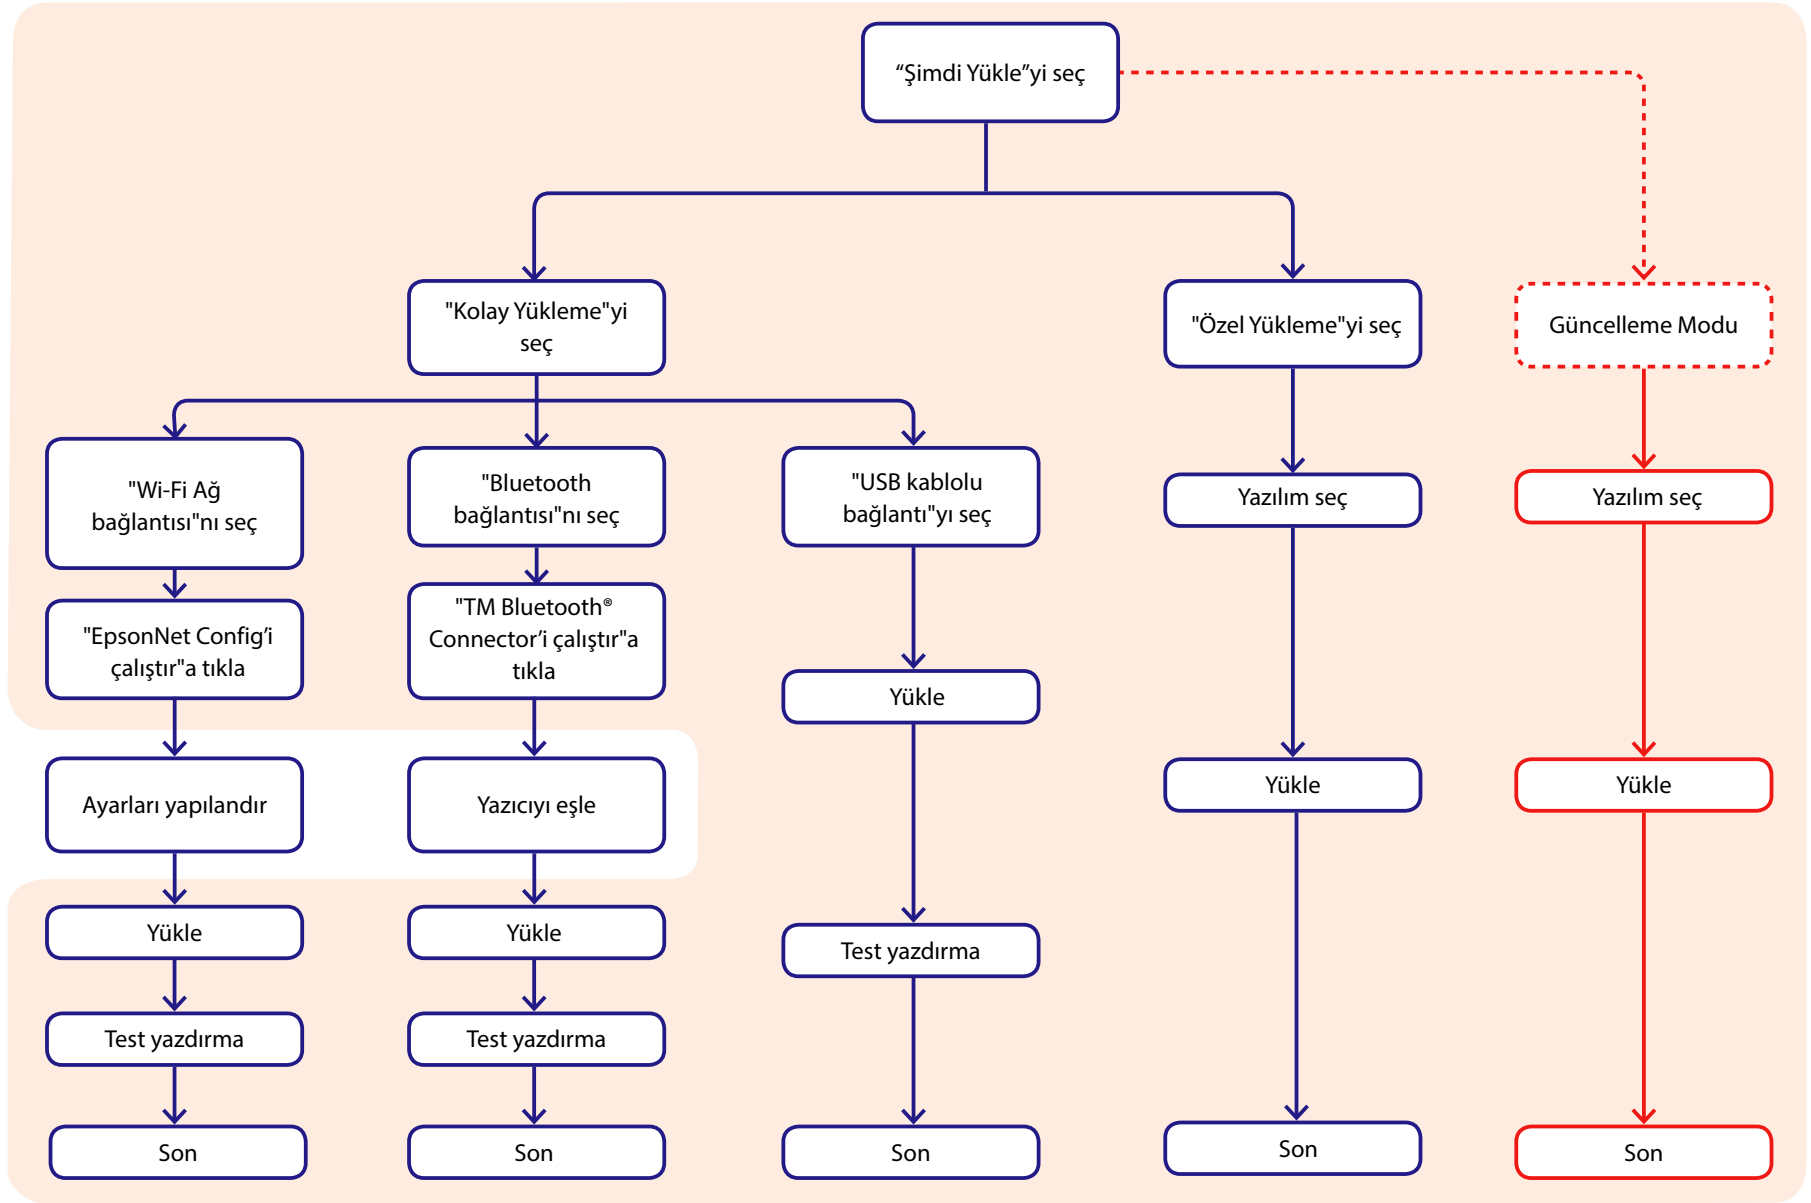 “Şimdi Yükle”yi seç
"Kolay Yükleme"yi
seç
"Özel Yükleme"yi seç
Güncelleme Modu
"Wi-Fi Ağ
bağlantısı"nı seç
"Bluetooth
bağlantısı"nı seç
"USB kablolu
bağlantı"yı seç
Yazılım seç
Yazılım seç
"EpsonNet Config’i
çalıştır"a tıkla
"TM Bluetooth®
Connector’i çalıştır"a
tıkla
Yükle
Ayarları yapılandır
Yazıcıyı eşle
Yükle
Yükle
Yükle
Yükle
Test yazdırma
Test yazdırma
Test yazdırma
Son
Son
Son
Son
Son